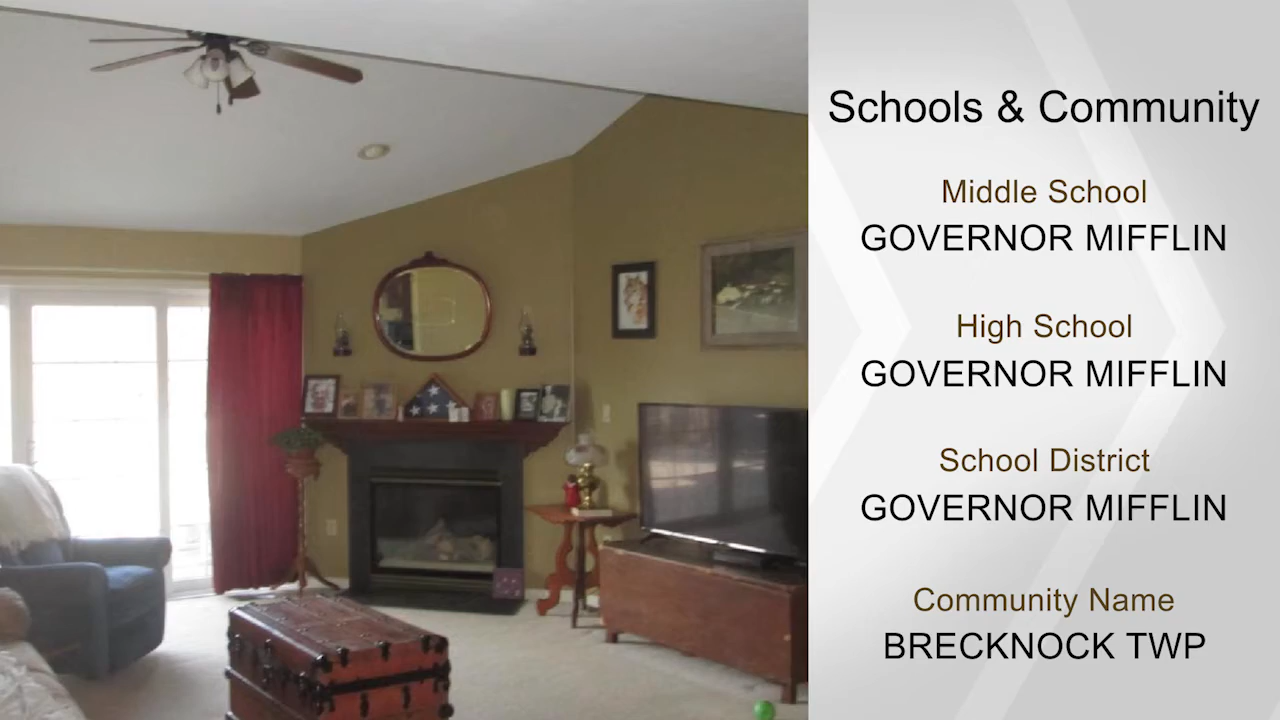 Schools & Community
Middle School
GOVERNOR MIFFLIN
High School
GOVERNOR MIFFLIN
School District
GOVERNOR MIFFLIN
Community Name
BRECKNOCK TWP